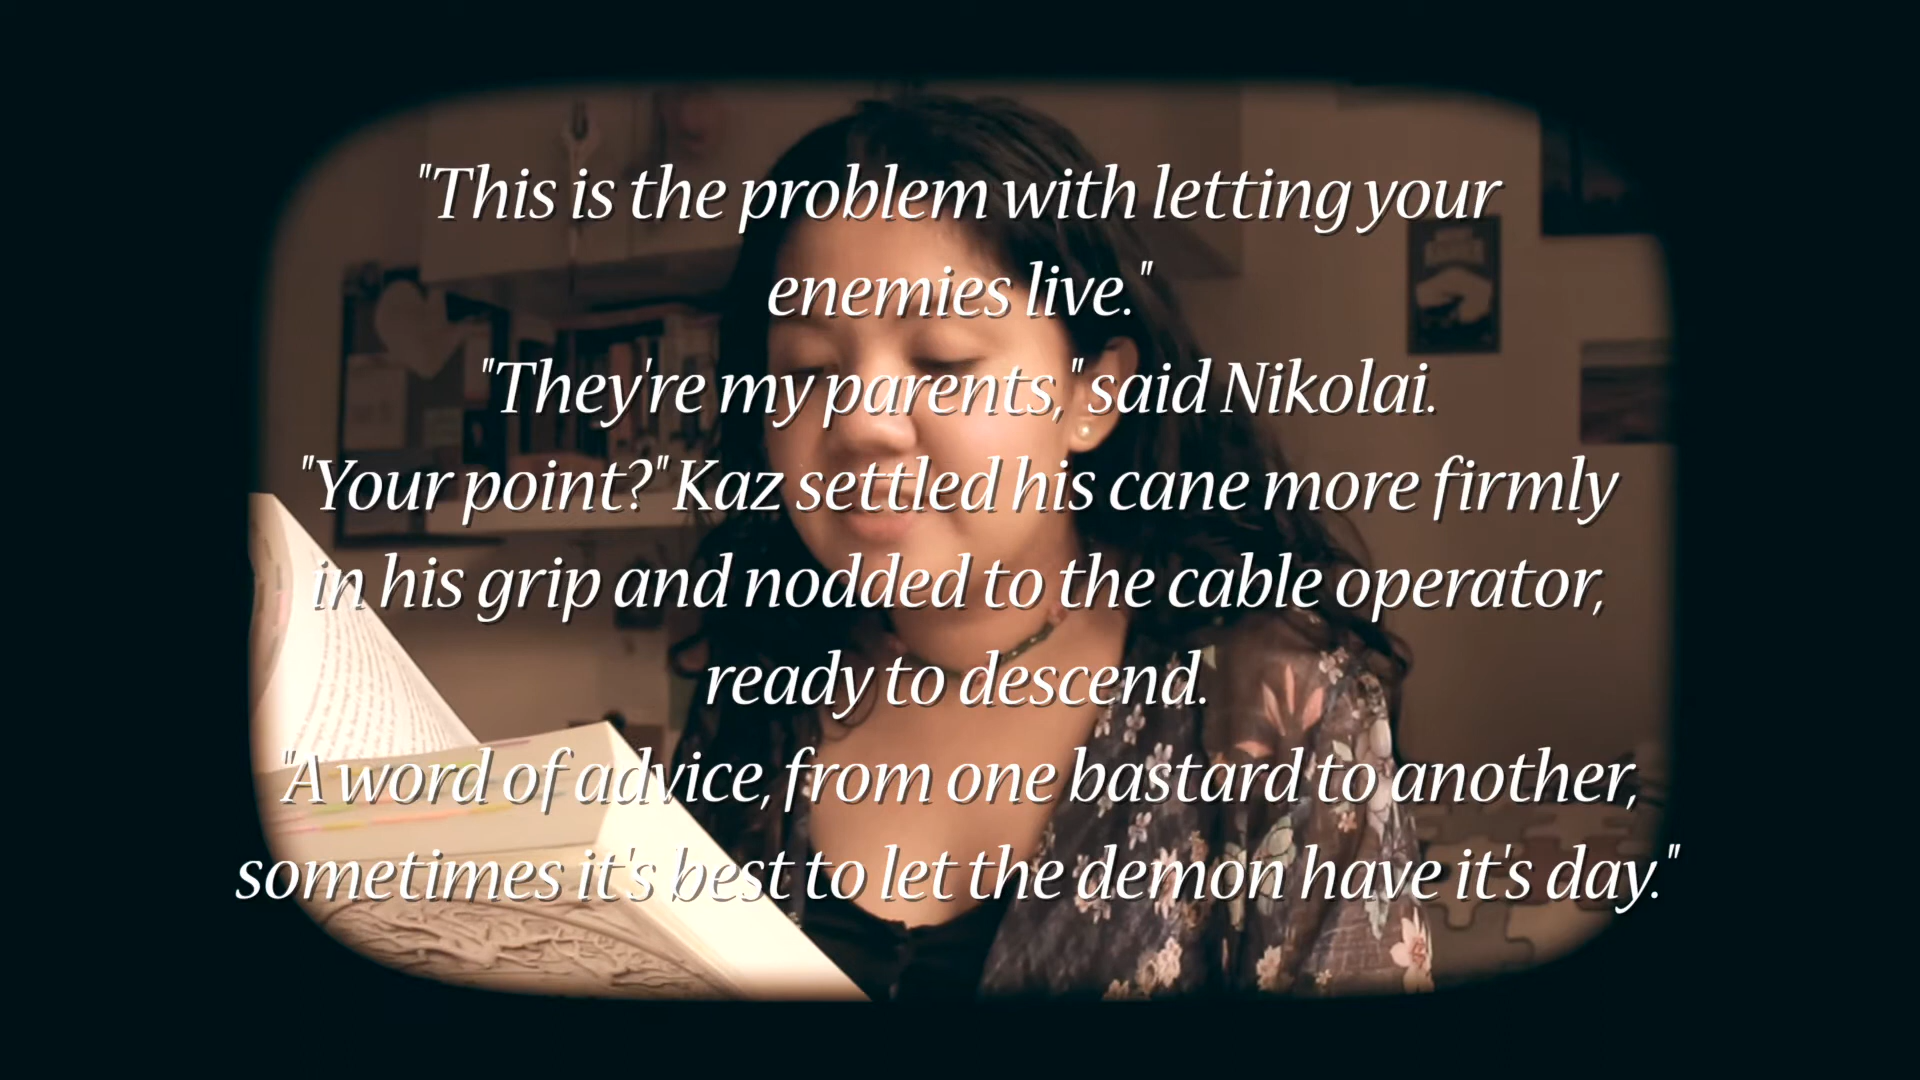 "This is the problem with letting your
enemies live."
"They're my parents," said Nikolai.
"Your point?" Kaz settled his cane more firmly
in his grip and nodded to the cable operator,
ready to descend.
"A word of advice, from one bastard to another,
sometimes it's best to let the demon have it's day."